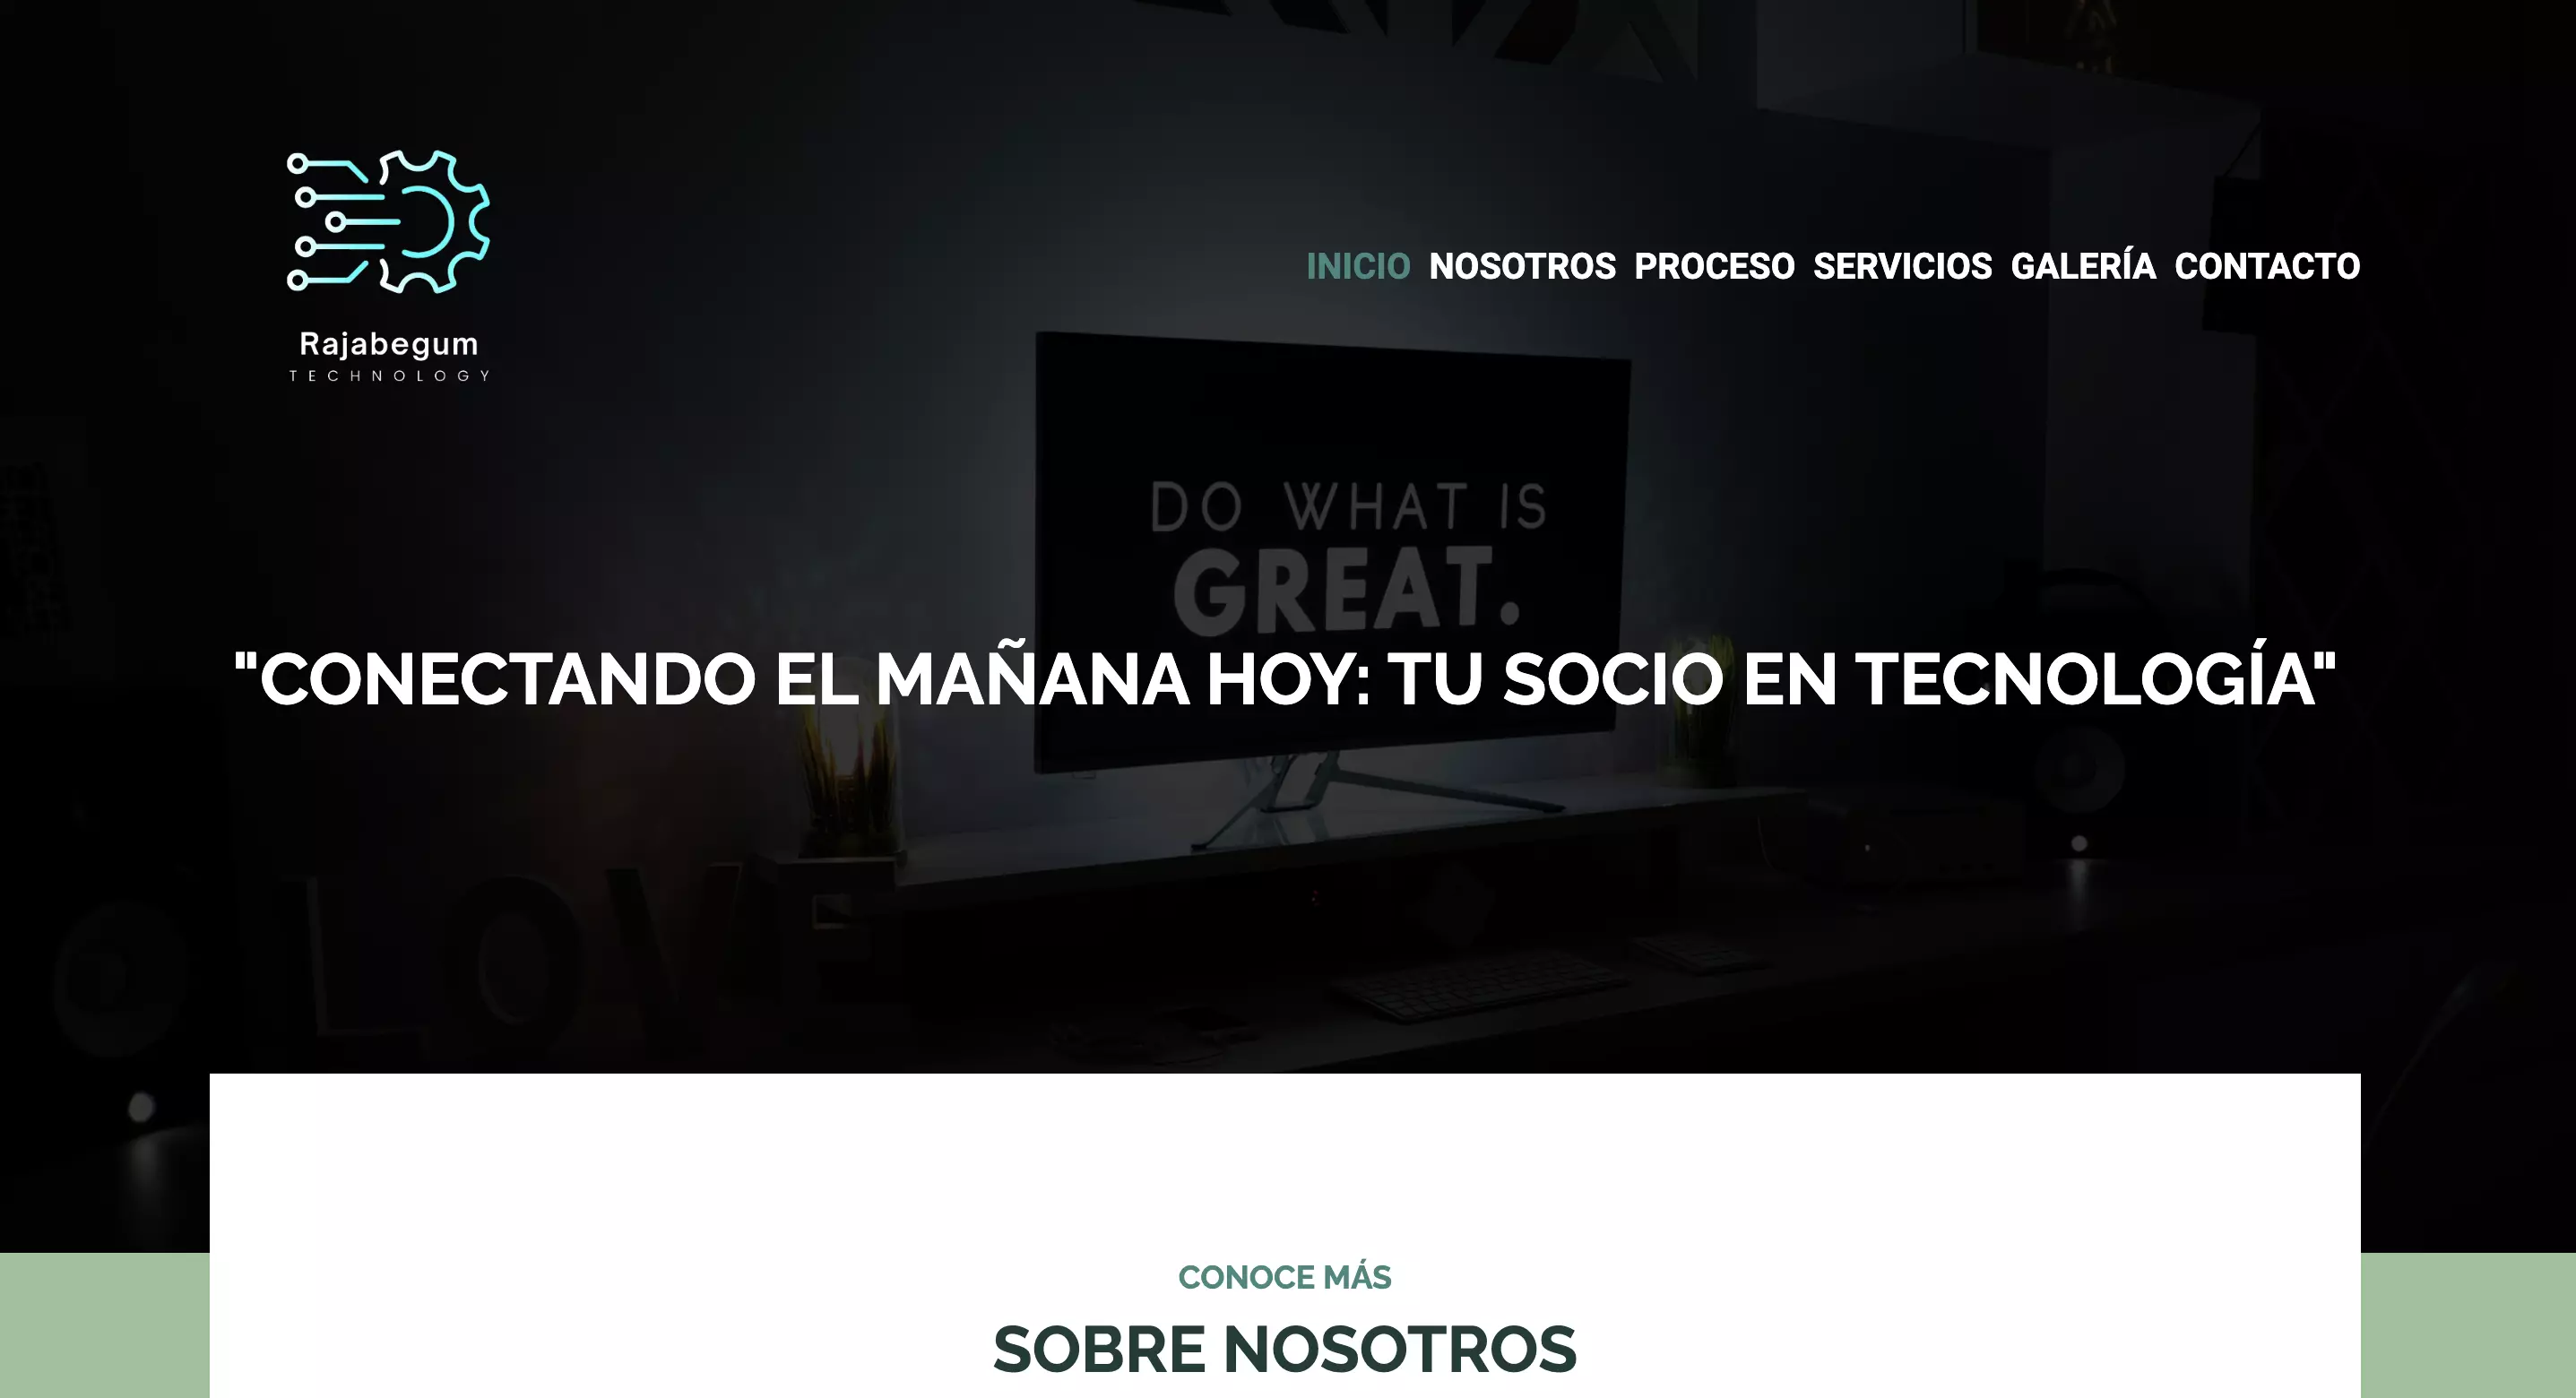 Rajabegum
TECHNOLOGY
INICIO NOSOTROS PROCESO SERVICIOS GALERÍA CONTACTO
DO WHAT IS
GREAT.
"CONECTANDO EL MAÑANA HOY: TU SOCIO EN TECNOLOGÍA"
LOVE
CONOCE MÁS
SOBRE NOSOTROS